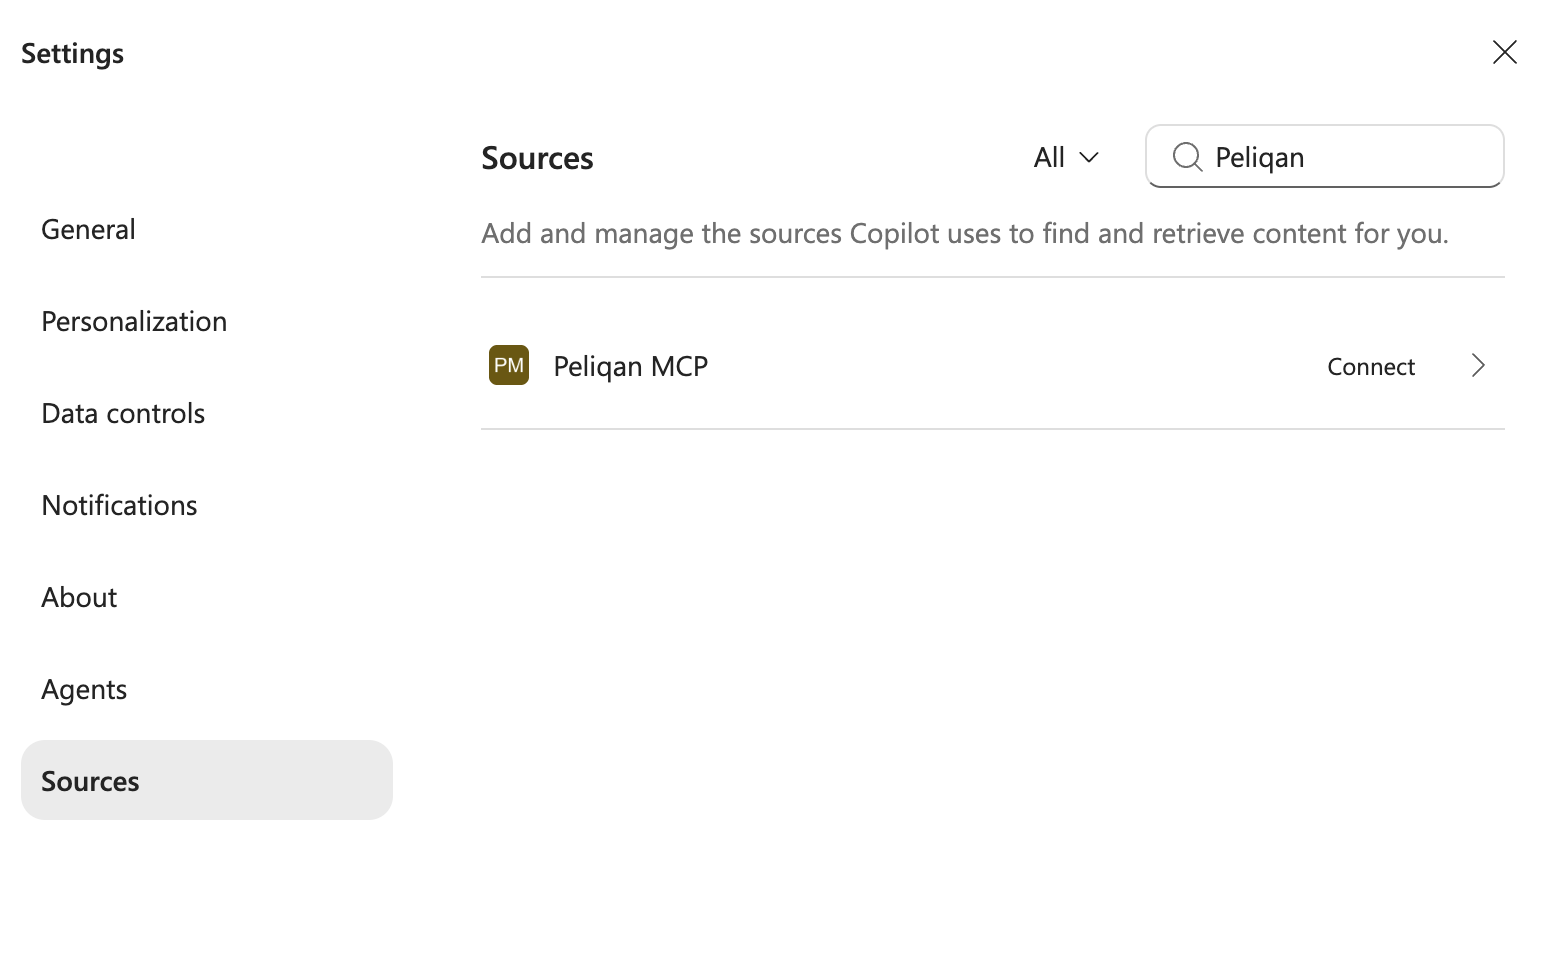 Settings
General
Personalization
Data controls
Notifications
About
Agents
Sources
Sources
All
Peliqan
Add and manage the sources Copilot uses to find and retrieve content for you.
PM
Peliqan MCP
Connect